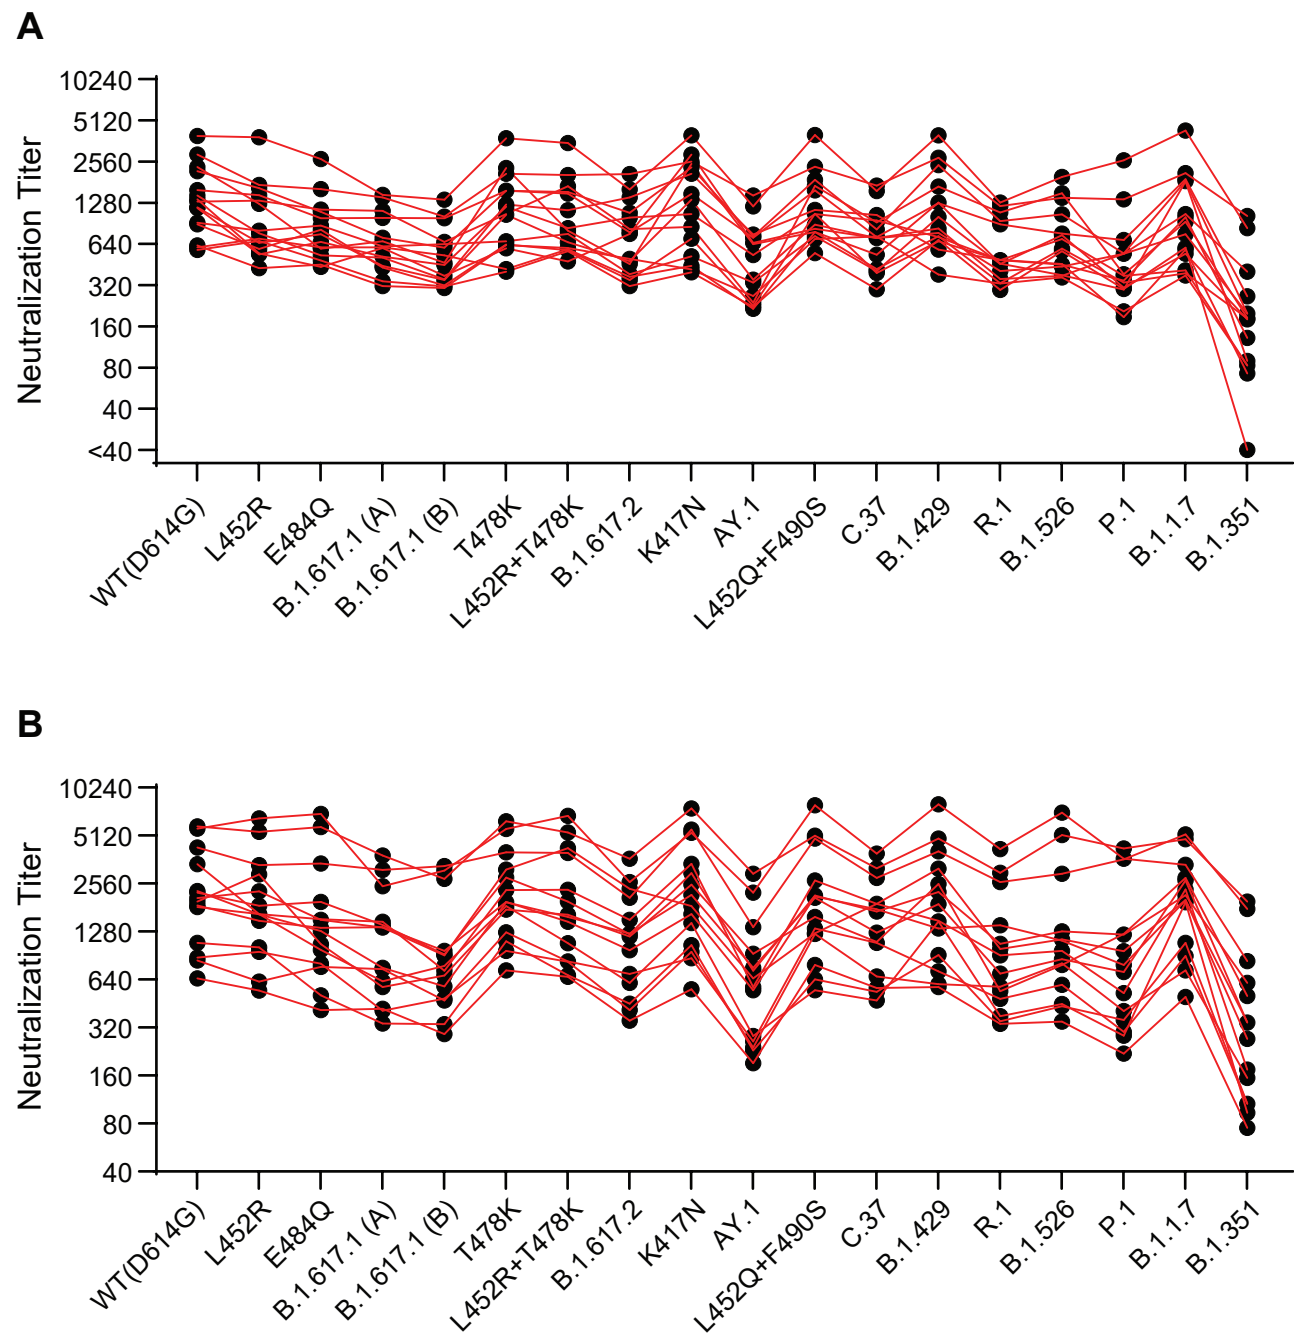 A
10240
5120
2560
1280
640
320
160
80
40
<40
Neutralization Titer
WT(D614G)
L452R
E484Q
B.1.617.1 (A)
B.1.617.1 (B)
T478K
L452R+T478K
B.1.617.2
K417N
AY.1
L452Q+F490S
C.37
B.1.429
R.1
B.1.526
P.1
B.1.1.7
B.1.351
B
10240
5120
2560
1280
640
320
160
80
40
Neutralization Titer
WT(D614G)
L452R
E484Q
B.1.617.1 (A)
B.1.617.1 (B)
T478K
L452R+T478K
B.1.617.2
K417N
AY.1
L452Q+F490S
C.37
B.1.429
R.1
B.1.526
P.1
B.1.1.7
B.1.351